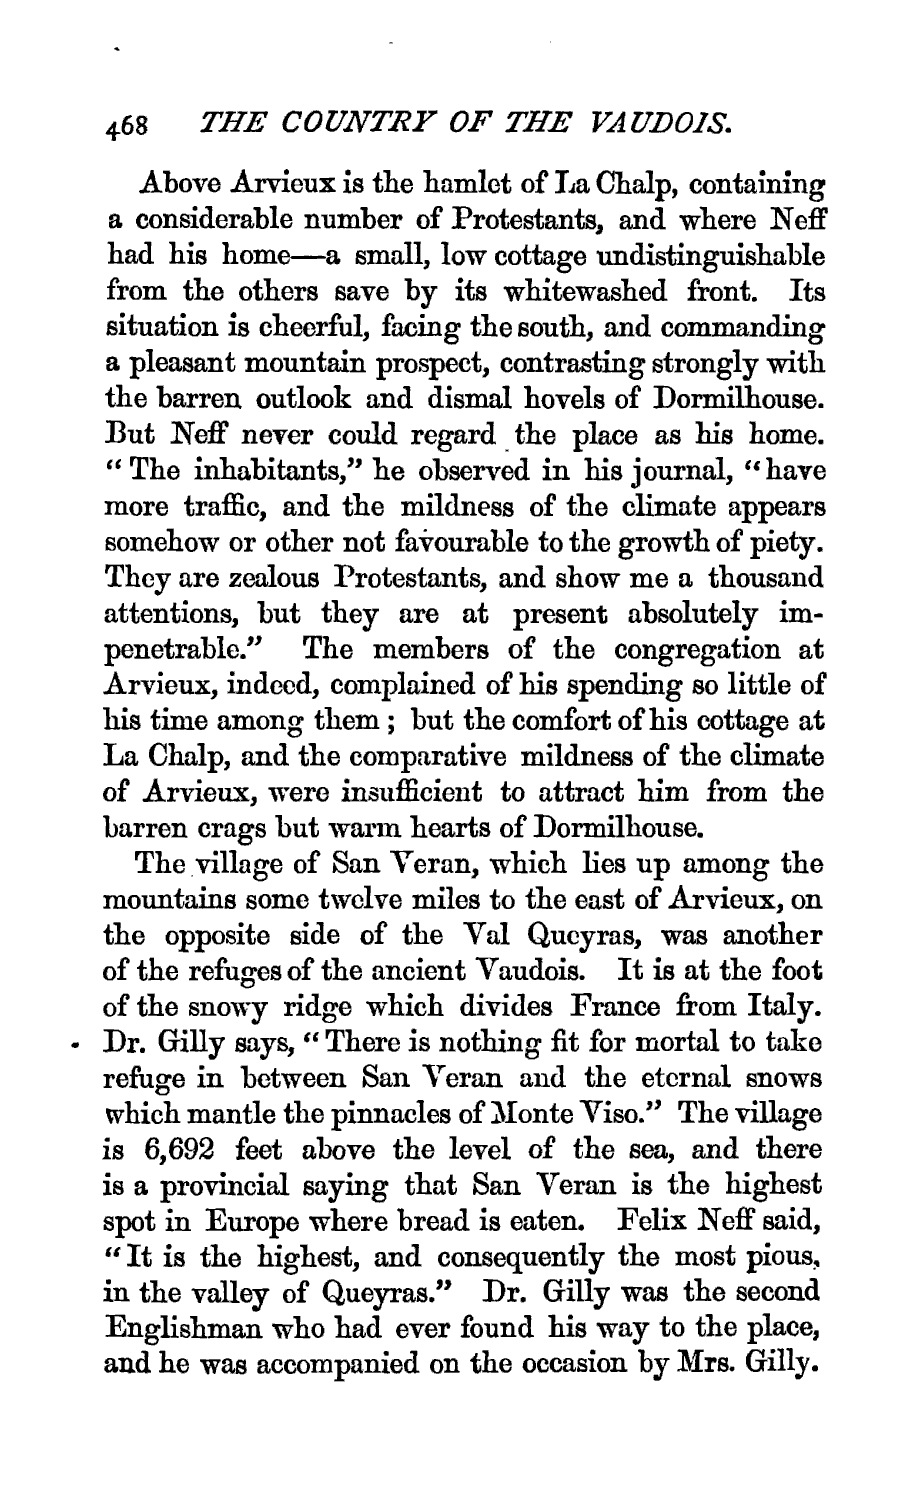 468 THE COUNTRY OF THE VAUDOIS.
Above Arvieux is the hamlet of La Chalp, containing
a considerable number of Protestants, and where Neff
had his home—a small, low cottage undistinguishable
from the others save by its whitewashed front. Its
situation is cheerful, facing the south, and commanding
a pleasant mountain prospect, contrasting strongly with
the barren outlook and dismal hovels of Dormilhouse.
But Neff never could regard the place as his home.
“The inhabitants,” he observed in his journal, “have
more traffic, and the mildness of the climate appears
somehow or other not favourable to the growth of piety.
They are zealous Protestants, and show me a thousand
attentions, but they are at present absolutely im-
penetrable.” The members of the congregation at
Arvieux, indeed, complained of his spending so little of
his time among them; but the comfort of his cottage at
La Chalp, and the comparative mildness of the climate
of Arvieux, were insufficient to attract him from the
barren crags but warm hearts of Dormilhouse.
The village of San Veran, which lies up among the
mountains some twelve miles to the east of Arvieux, on
the opposite side of the Val Queyras, was another
of the refuges of the ancient Vaudois. It is at the foot
of the snowy ridge which divides France from Italy.
Dr. Gilly says, “There is nothing fit for mortal to take
refuge in between San Veran and the eternal snows
which mantle the pinnacles of Monte Viso.” The village
is 6,692 feet above the level of the sea, and there
is a provincial saying that San Veran is the highest
spot in Europe where bread is eaten. Felix Neff said,
“It is the highest, and consequently the most pious,
in the valley of Queyras.” Dr. Gilly was the second
Englishman who had ever found his way to the place,
and he was accompanied on the occasion by Mrs. Gilly.